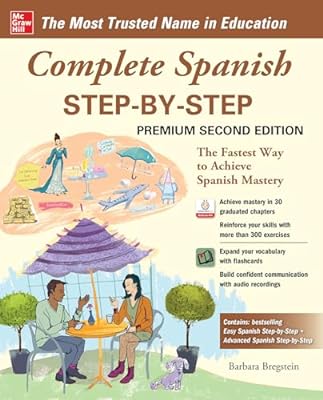 Mc
Graw
Hill
The Most Trusted Name in Education
Complete Spanish
STEP-BY-STEP
PREMIUM SECOND EDITION
The Fastest Way
to Achieve
Spanish Mastery
Achieve mastery in 30
graduated chapters
Reinforce your skills with
more than 300 exercises
Expand your vocabulary
with flashcards
Build confident communication
with audio recordings
Contains: bestselling
Easy Spanish Step-by-Step +
Advanced Spanish Step-by-Step
Barbara Bregstein